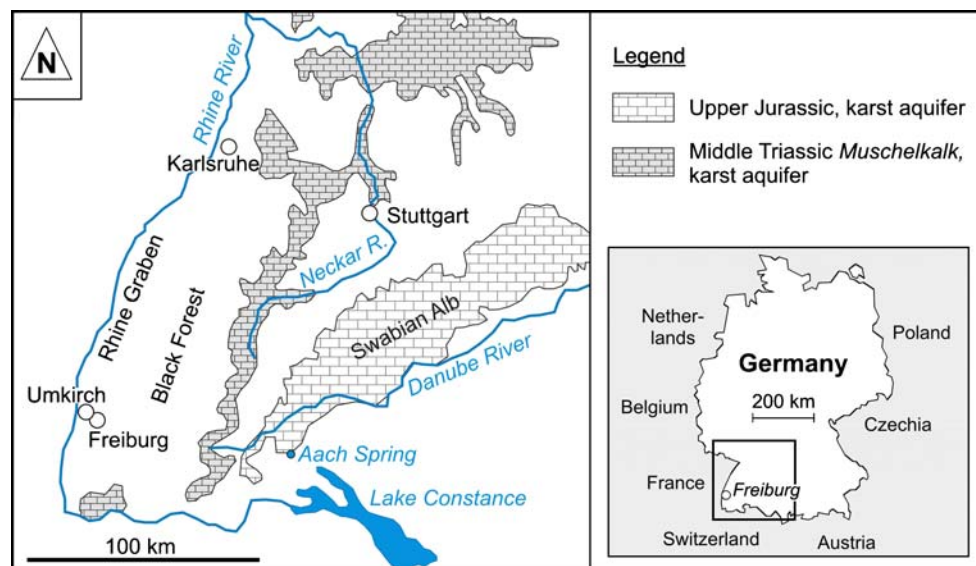 N
Rhine River
Karlsruhe
Stuttgart
Neckar R.
Rhine Graben
Black Forest
Swabian Alb
Danube River
Umkirch
Freiburg
Aach Spring
Lake Constance
100 km
Legend
Upper Jurassic, karst aquifer
Middle Triassic Muschelkalk,
karst aquifer
Nether-
lands
Poland
Germany
200 km
Belgium
Czechia
France
Freiburg
Switzerland
Austria